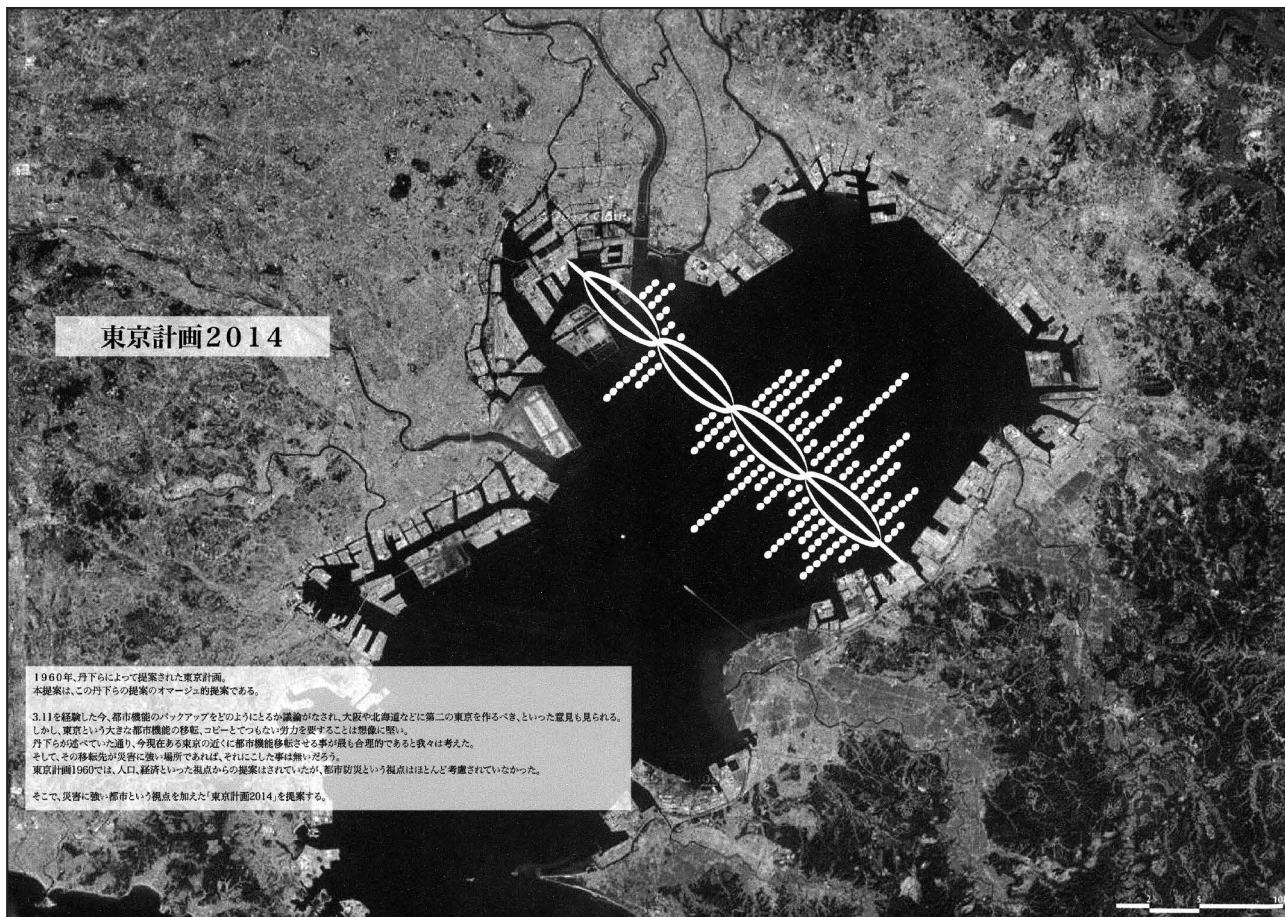 東京計画2014
1960年、丹下らによって提案された東京計画。
本提案は、この丹下らの提案のオマージュ的提案である。
3.11を経験した今、都市機能のバックアップをどのようにとるか議論がなされ、大阪や北海道などに第二の東京を作るべき、といった意見も見られる。
しかし、東京という大きな都市機能の移転、コピーとてつもない労力を要することは想像に堅い。
丹下らが述べていた通り、今現在ある東京の近くに都市機能移転させる事が最も合理的であると我々は考えた。
そして、その移転先が災害に強い場所であれば、それにこした事は無いだろう。
東京計画1960では、人口、経済といった視点からの提案はされていたが、都市防災という視点はほとんど考慮されていなかった。
そこで、災害に強い都市という視点を加えた「東京計画2014」を提案する。